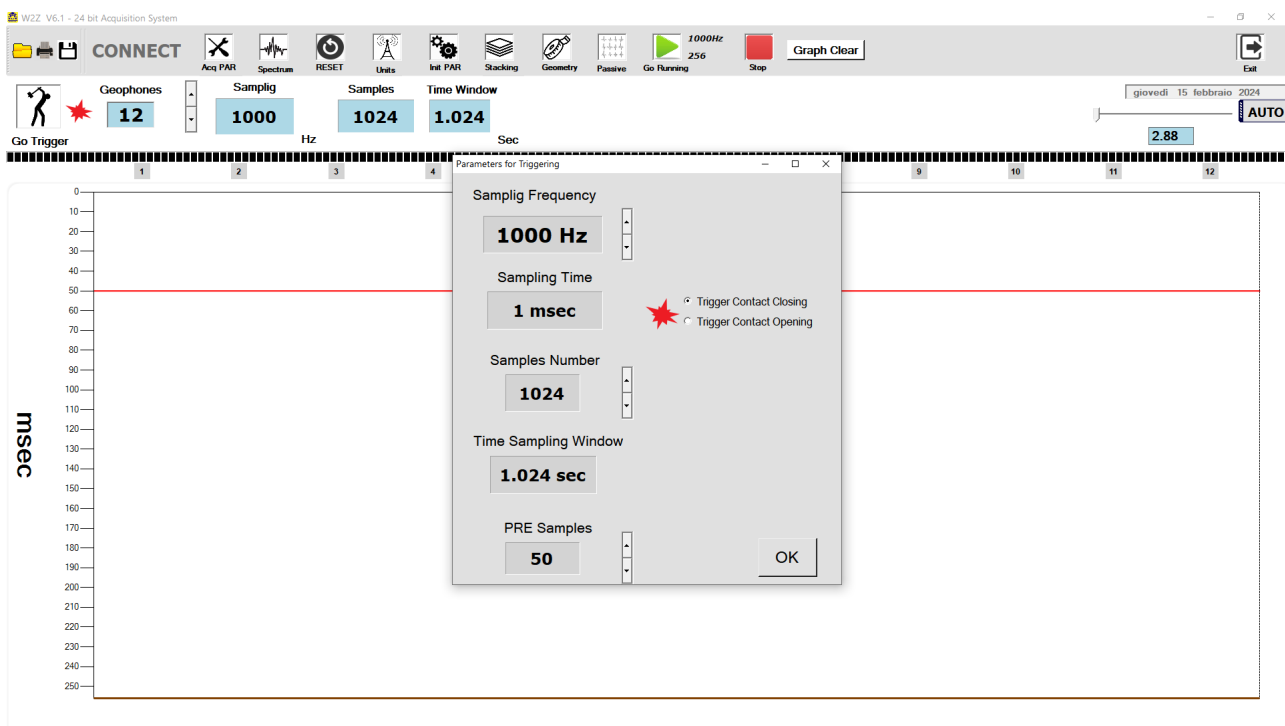 W2Z V6.1 - 24 bit Acquisition System
CONNECT
Acq PAR
Spectrum
RESET
Units
Init PAR
Stacking
Geometry
Passive
Go Running
1000Hz
256
Stop
Graph Clear
Exit
Go Trigger
Geophones
12
Samplig
1000
Hz
Samples
1024
Time Window
1.024
Sec
giovedì 15 febbraio 2024
AUTO
2.88
1 2 3 4 9 10 11 12
msec
0
10
20
30
40
50
60
70
80
90
100
110
120
130
140
150
160
170
180
190
200
210
220
230
240
250
Parameters for Triggering
Samplig Frequency
1000 Hz
Sampling Time
1 msec
Trigger Contact Closing
Trigger Contact Opening
Samples Number
1024
Time Sampling Window
1.024 sec
PRE Samples
50
OK